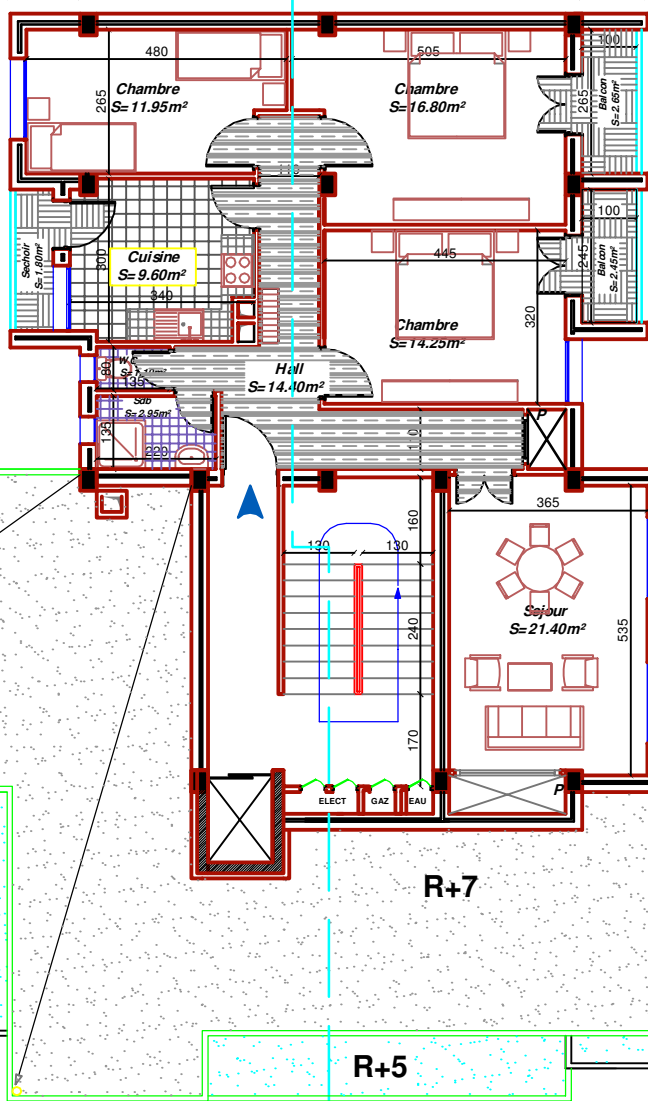 480
505
100
Chambre
S=11.95m²
Chambre
S=16.80m²
265
265
Balcon
S=2.65m²
110
100
Sechoir
S=1.80m²
300
Cuisine
S=9.60m²
340
445
245
Balcon
S=2.45m²
320
Chambre
S=14.25m²
Hall
S=14.40m²
80
135
Sdb
S=2.95m²
135
220
P
365
160
130
130
240
535
Sejour
S=21.40m²
170
P
ELECT
GAZ
EAU
R+7
R+5